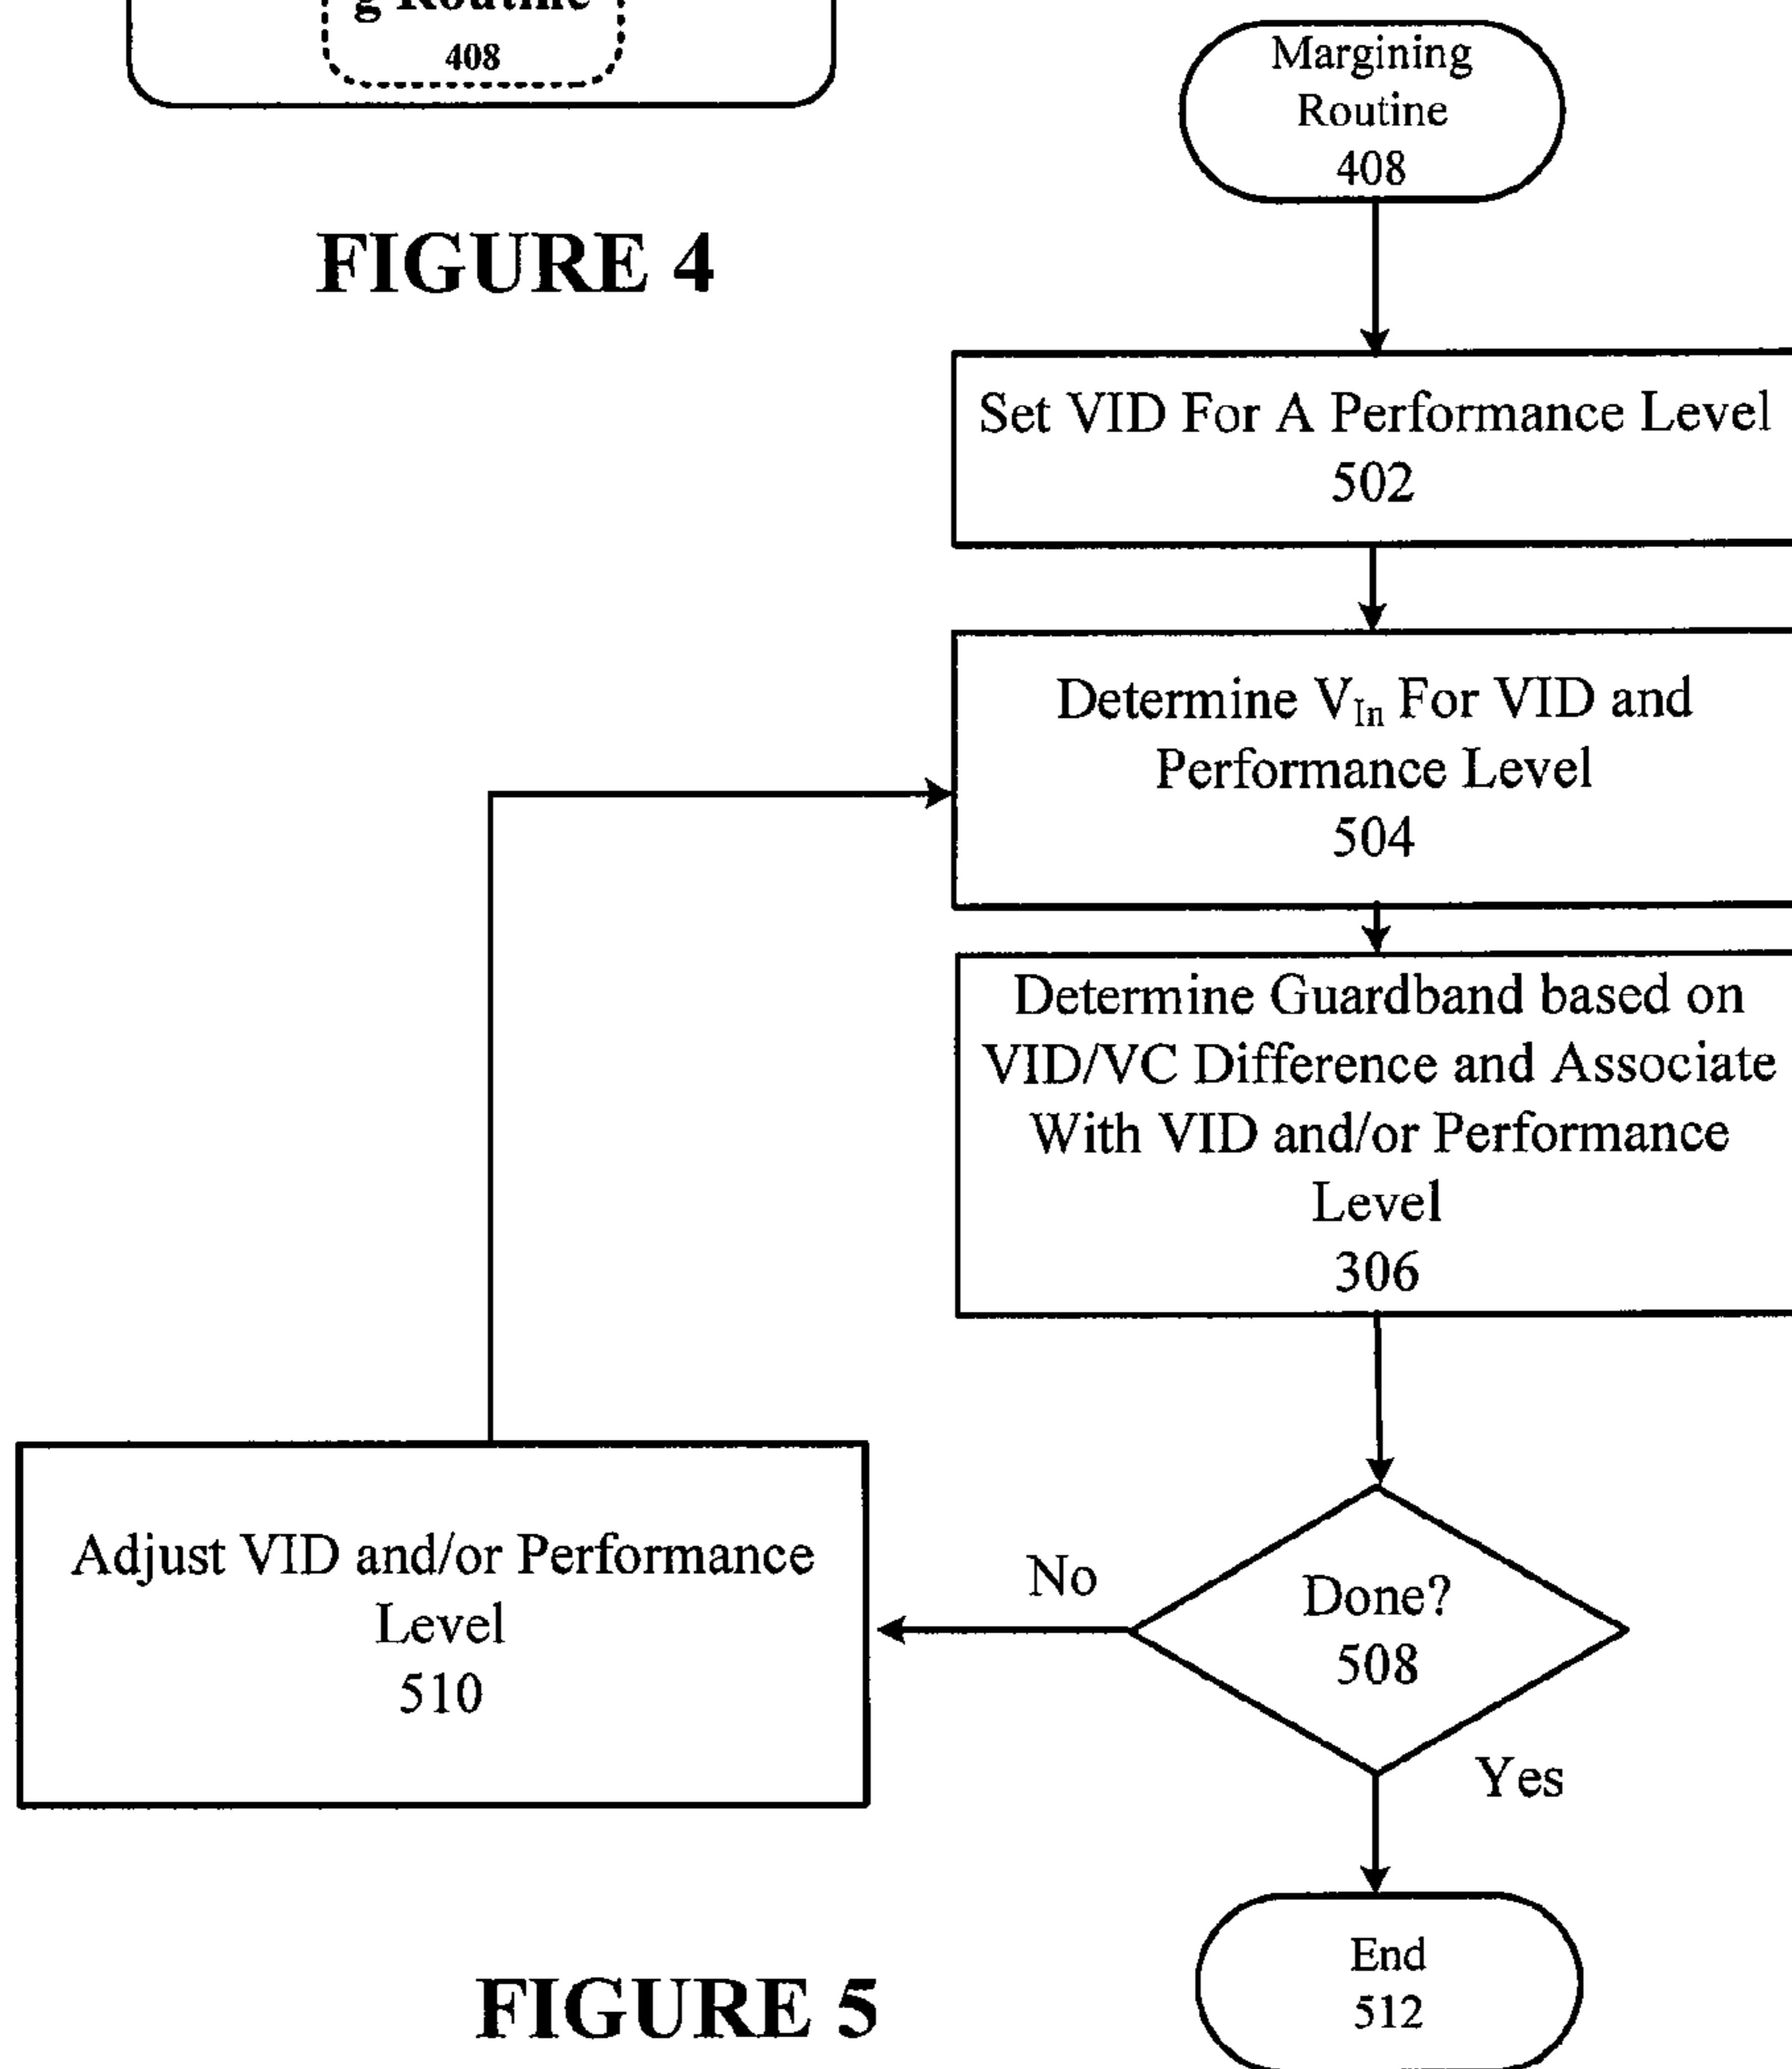 g Routine
408
FIGURE 4
Margining
Routine
408
Set VID For A Performance Level
502
Determine VIn For VID and
Performance Level
504
Determine Guardband based on
VID/VC Difference and Associate
With VID and/or Performance
Level
306
Done?
508
No
Yes
Adjust VID and/or Performance
Level
510
End
512
FIGURE 5